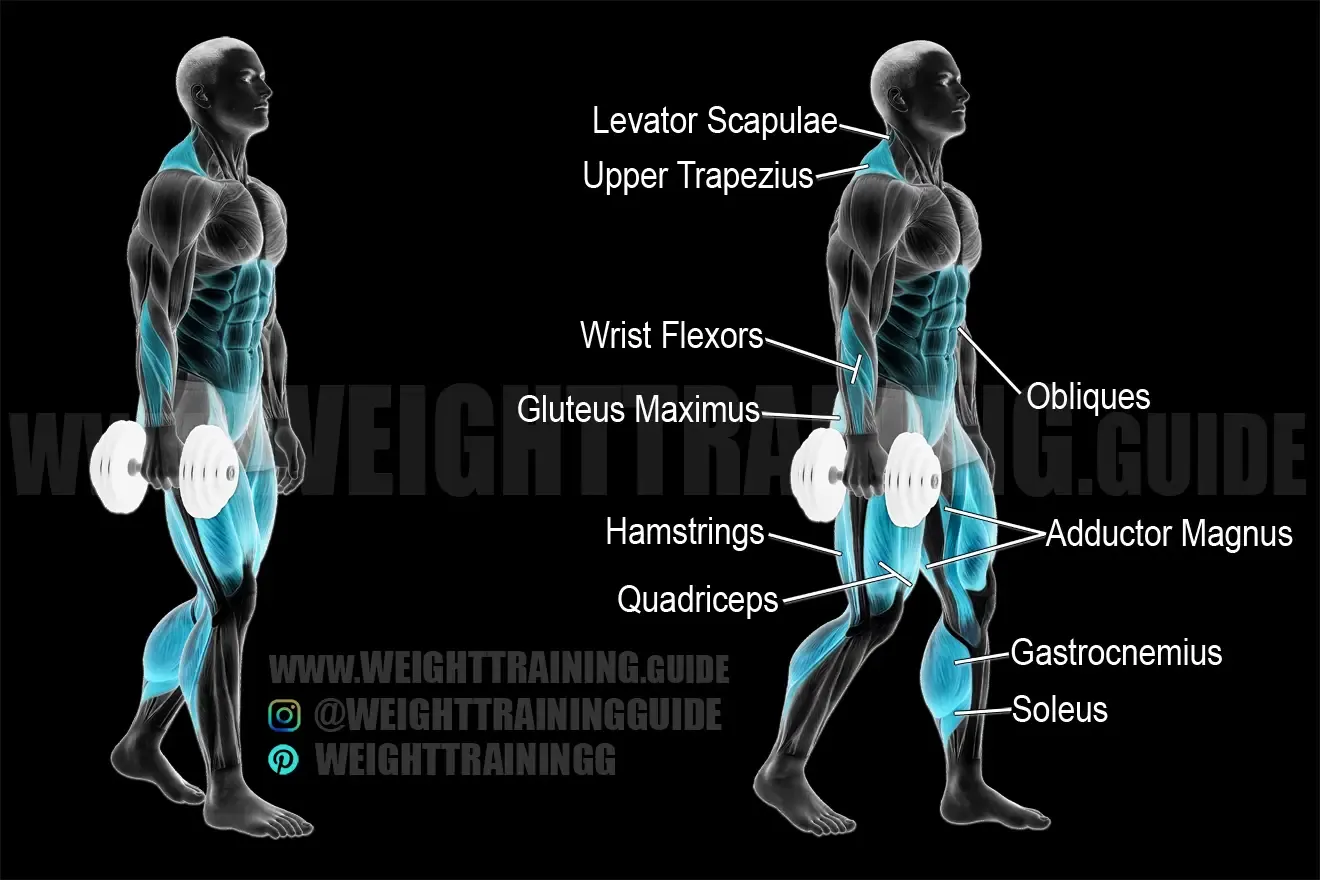 Levator Scapulae
Upper Trapezius
Wrist Flexors
Obliques
Gluteus Maximus
WWW.WEIGHTTRAINING.GUIDE
Hamstrings
Adductor Magnus
Quadriceps
Gastrocnemius
Soleus
WWW.WEIGHTTRAINING.GUIDE
@WEIGHTTRAININGGUIDE
WEIGHTTRAININGG